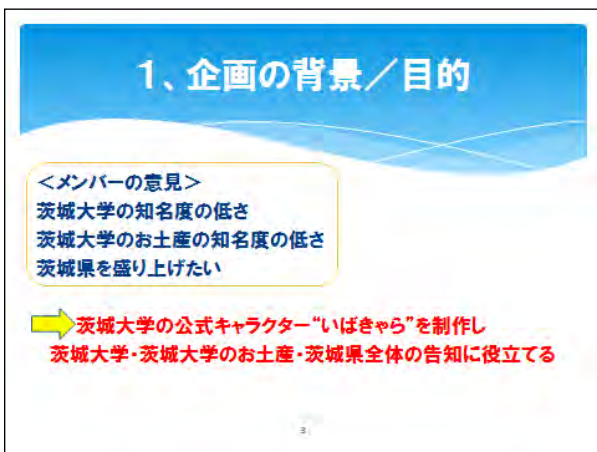 1、企画の背景／目的
＜メンバーの意見＞
茨城大学の知名度の低さ
茨城大学のお土産の知名度の低さ
茨城県を盛り上げたい
茨城大学の公式キャラクター“いばきゃら”を制作し
茨城大学・茨城大学のお土産・茨城県全体の告知に役立てる
3